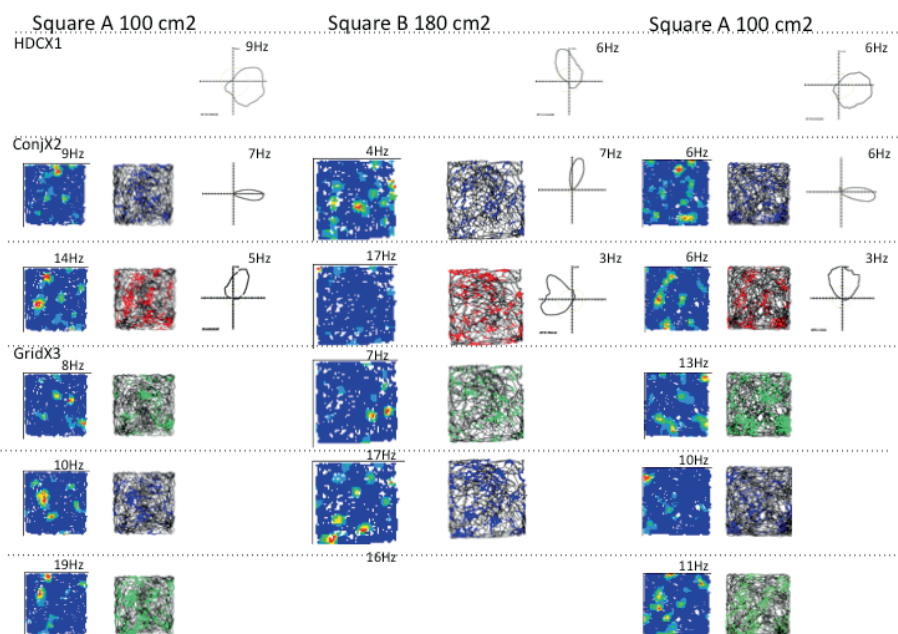 Square A 100 cm2 Square B 180 cm2 Square A 100 cm2
HDCX1
9Hz 6Hz 6Hz
ConjX2
9Hz 7Hz 4Hz 7Hz 6Hz 6Hz
14Hz 5Hz 17Hz 3Hz 6Hz 3Hz
GridX3
8Hz 7Hz 13Hz
10Hz 17Hz 10Hz
19Hz 16Hz 11Hz